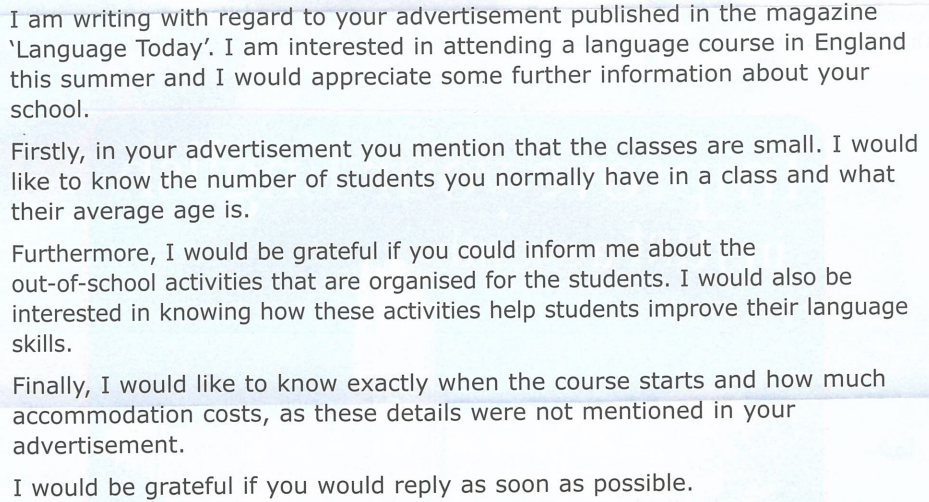 I am writing with regard to your advertisement published in the magazine
‘Language Today’. I am interested in attending a language course in England
this summer and I would appreciate some further information about your
school.
Firstly, in your advertisement you mention that the classes are small. I would
like to know the number of students you normally have in a class and what
their average age is.
Furthermore, I would be grateful if you could inform me about the
out-of-school activities that are organised for the students. I would also be
interested in knowing how these activities help students improve their language
skills.
Finally, I would like to know exactly when the course starts and how much
accommodation costs, as these details were not mentioned in your
advertisement.
I would be grateful if you would reply as soon as possible.